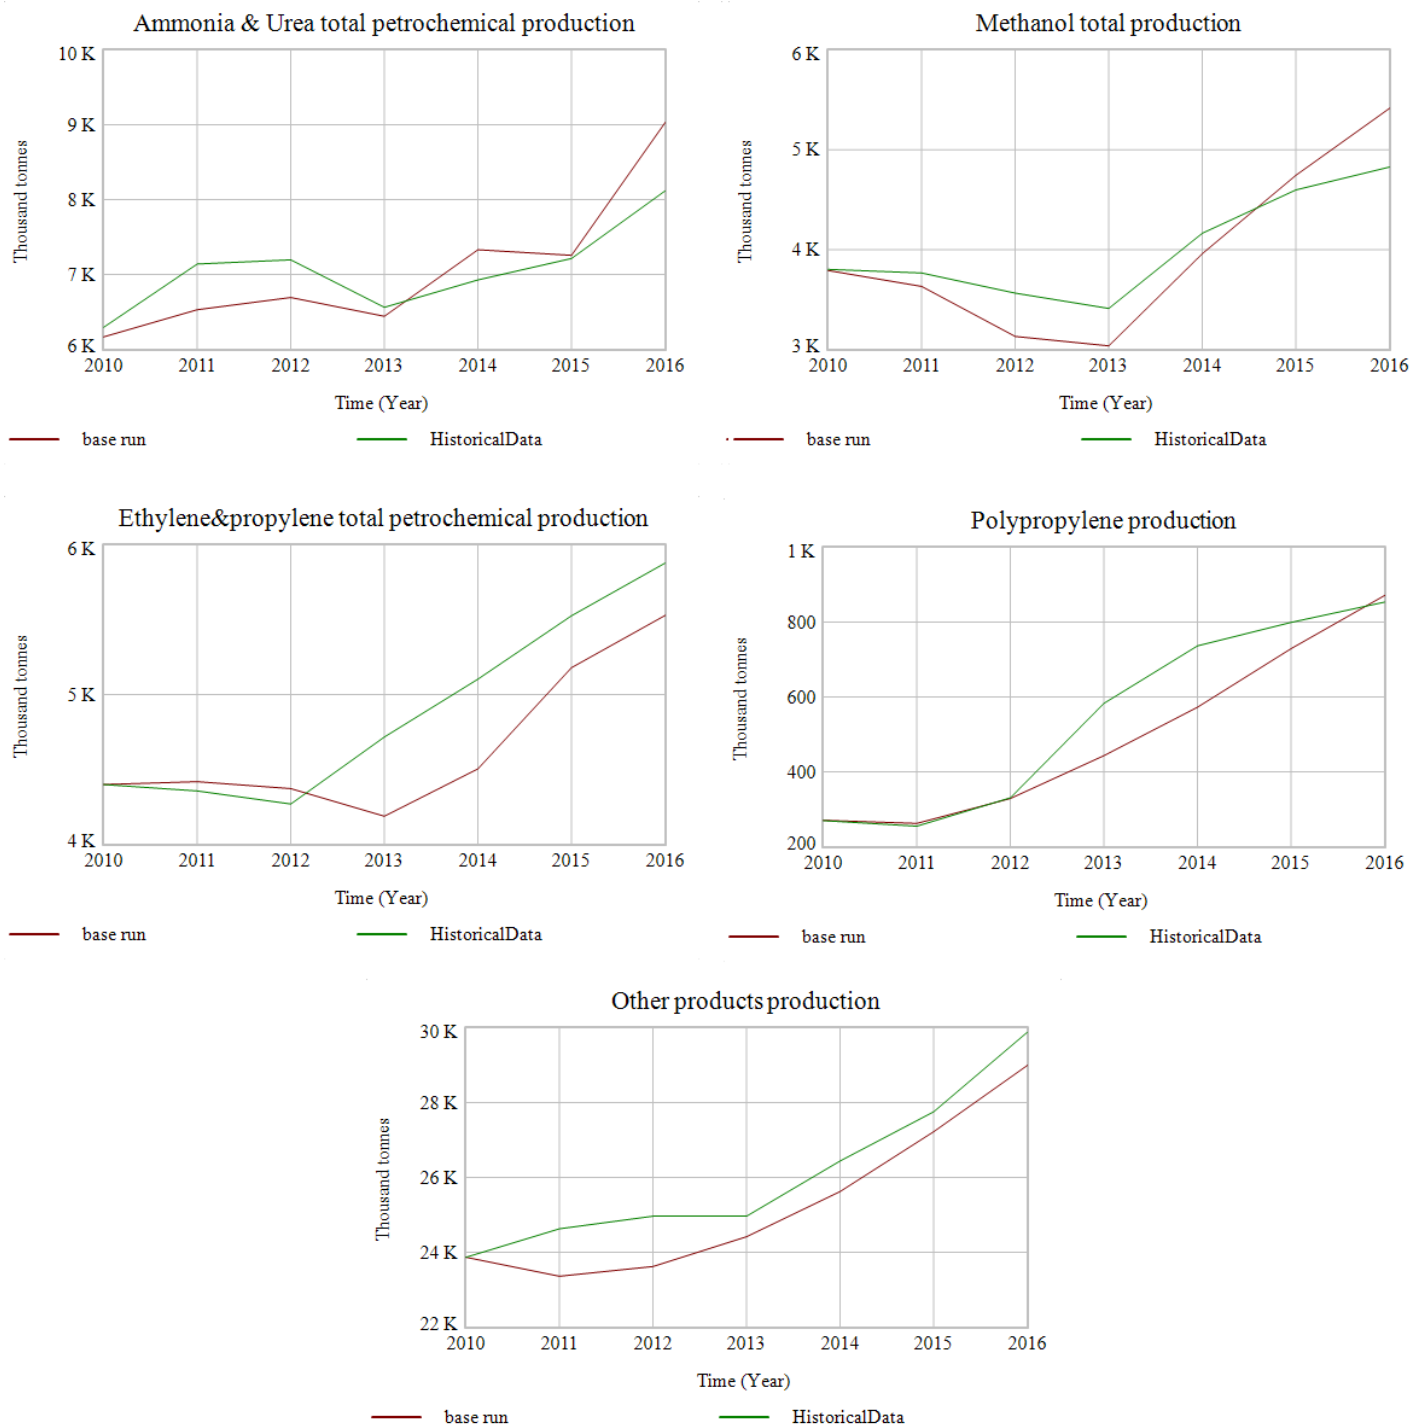 Ammonia & Urea total petrochemical production
10 K
9 K
8 K
7 K
6 K
Thousand tonnes
2010 2011 2012 2013 2014 2015 2016
Time (Year)
base run HistoricalData
Methanol total production
6 K
5 K
4 K
3 K
Thousand tonnes
2010 2011 2012 2013 2014 2015 2016
Time (Year)
base run HistoricalData
Ethylene&propylene total petrochemical production
6 K
5 K
4 K
Thousand tonnes
2010 2011 2012 2013 2014 2015 2016
Time (Year)
base run HistoricalData
Polypropylene production
1 K
800
600
400
200
Thousand tonnes
2010 2011 2012 2013 2014 2015 2016
Time (Year)
base run HistoricalData
Other products production
30 K
28 K
26 K
24 K
22 K
Thousand tonnes
2010 2011 2012 2013 2014 2015 2016
Time (Year)
base run HistoricalData